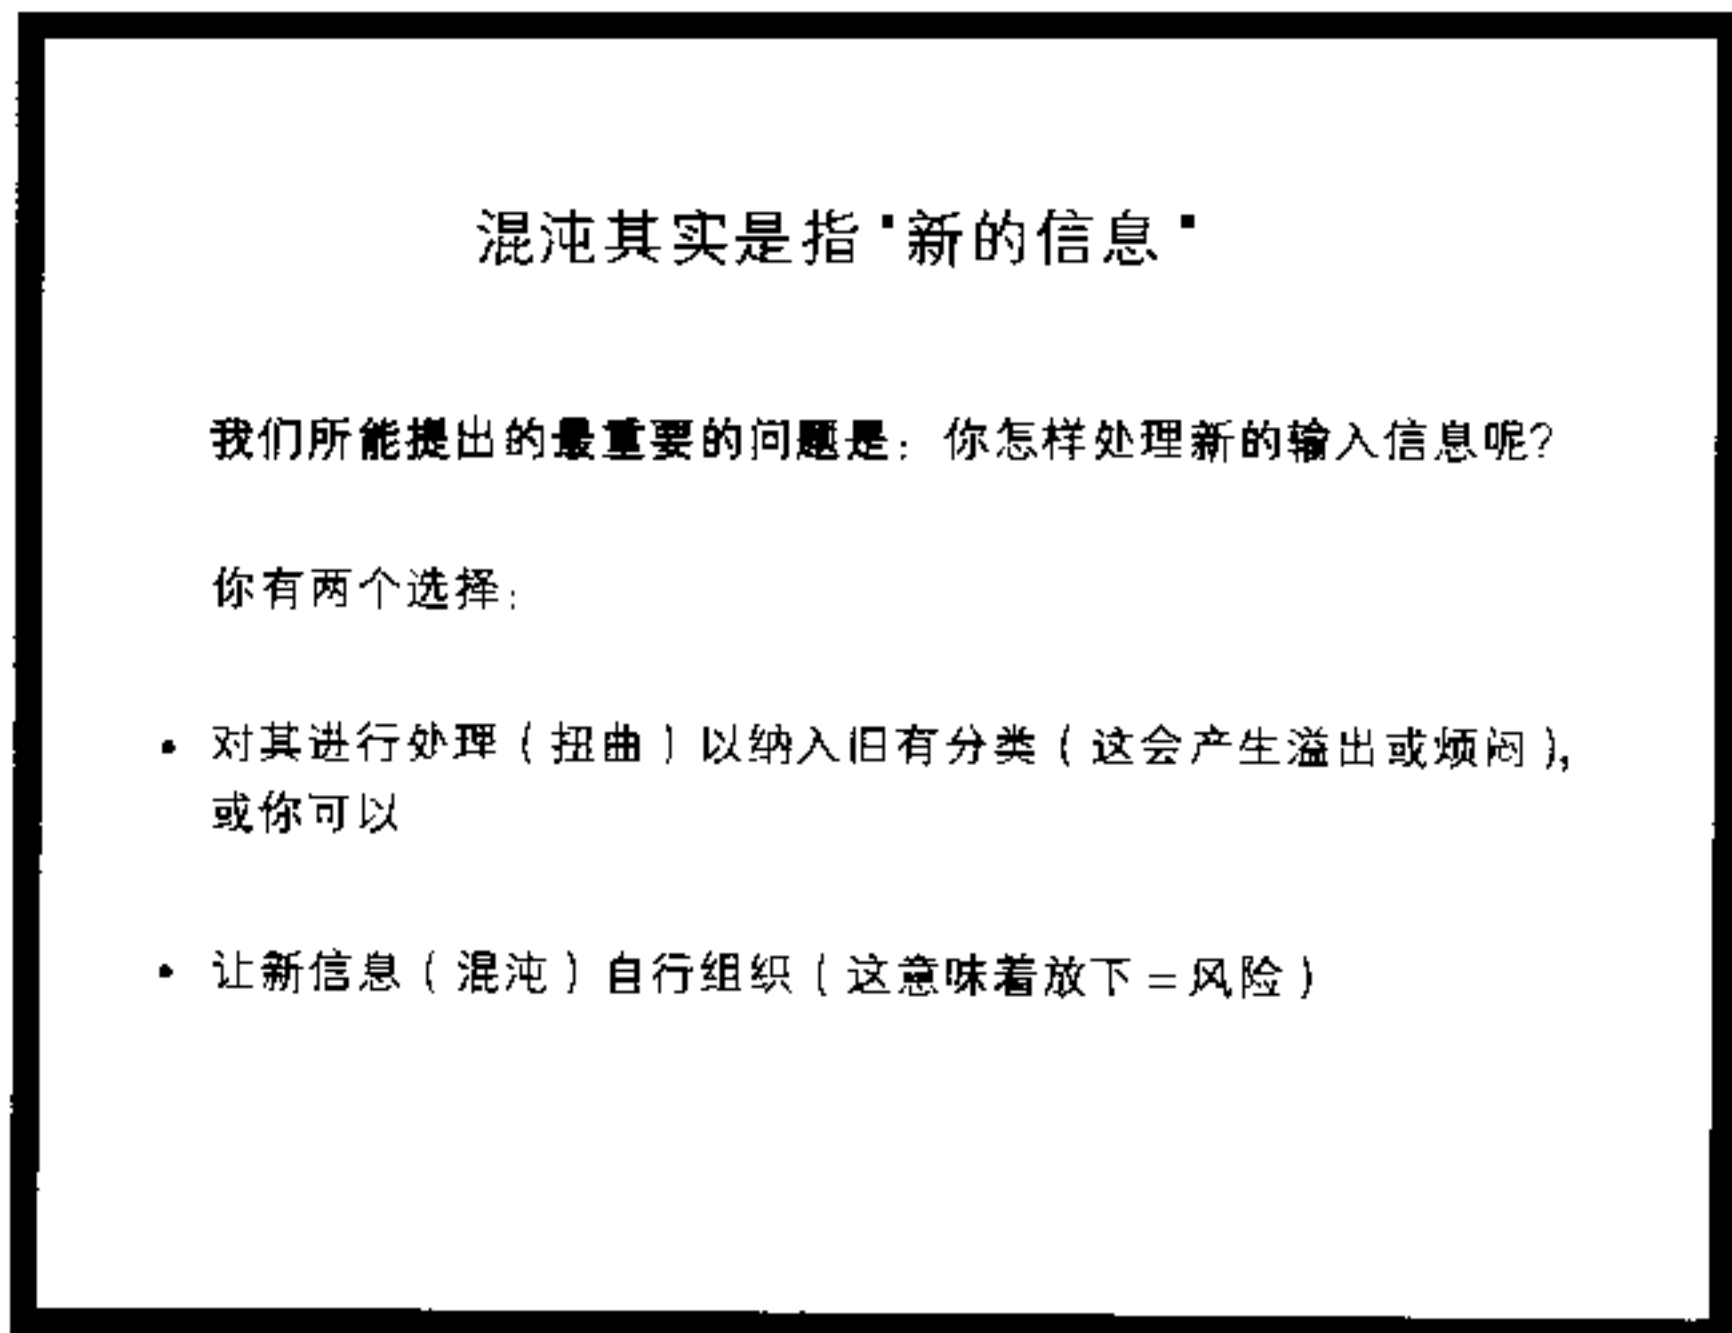 混沌其实是指"新的信息"
我们所能提出的最重要的问题是：你怎样处理新的输入信息呢？
你有两个选择：
• 对其进行处理（扭曲）以纳入旧有分类（这会产生溢出或烦闷），
或你可以
• 让新信息（混沌）自行组织（这意味着放下＝风险）